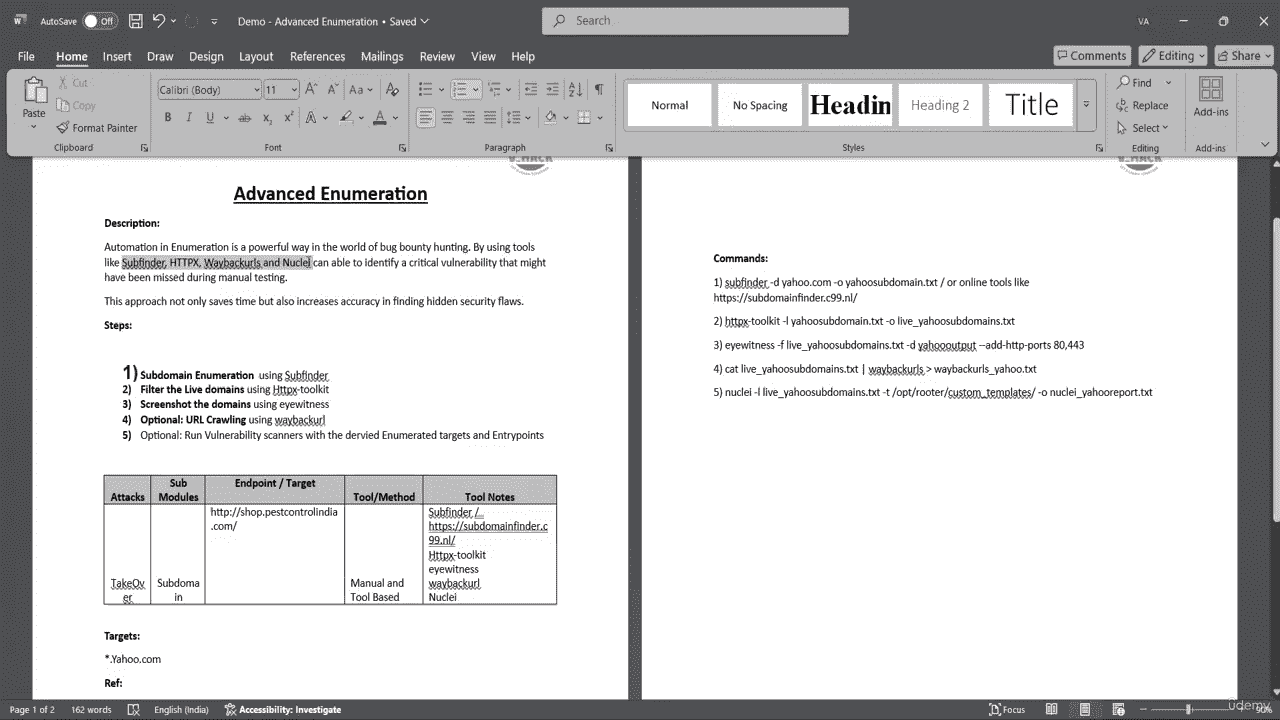 AutoSave Off Advanced Enumeration • Saved
Search
VA
File Home Insert Draw Design Layout References Mailings Review View Help
Comments Editing Share
Paste
Cut
Copy
Format Painter
Clipboard
Calibri (Body) 11
Font
Paragraph
Normal
No Spacing
Headin
Heading 2
Title
Styles
Find
Replace
Select
Editing
Add-ins
Add-ins
V_HACK
Advanced Enumeration
Description:
Automation in Enumeration is a powerful way in the world of bug bounty hunting. By using tools
like Subfinder, HTTPX, Waybackurls and Nuclei can able to identify a critical vulnerability that might
have been missed during manual testing.
This approach not only saves time but also increases accuracy in finding hidden security flaws.
Steps:
1) Subdomain Enumeration using Subfinder
2) Filter the Live domains using Httpx-toolkit
3) Screenshot the domains using eyewitness
4) Optional: URL Crawling using waybackurl
5) Optional: Run Vulnerability scanners with the dervied Enumerated targets and Entrypoints
Attacks
Sub
Modules
Endpoint / Target
Tool/Method
Tool Notes
TakeOv
er
Subdoma
in
http://shop.pestcontrolindia
.com/
Manual and
Tool Based
Subfinder /
https://subdomainfinder.c
99.nl/
Httpx-toolkit
eyewitness
waybackurl
Nuclei
Targets:
*.Yahoo.com
Ref:
V_HACK
Commands:
1) subfinder -d yahoo.com -o yahoosubdomain.txt / or online tools like
https://subdomainfinder.c99.nl/
2) httpx-toolkit -l yahoosubdomain.txt -o live_yahoosubdomains.txt
3) eyewitness -f live_yahoosubdomains.txt -d yahoooutput --add-http-ports 80,443
4) cat live_yahoosubdomains.txt | waybackurls > waybackurls_yahoo.txt
5) nuclei -l live_yahoosubdomains.txt -t /opt/rooter/custom_templates/ -o nuclei_yahooreport.txt
Page 1 of 2 162 words English (India) Accessibility: Investigate
Focus
Udemy